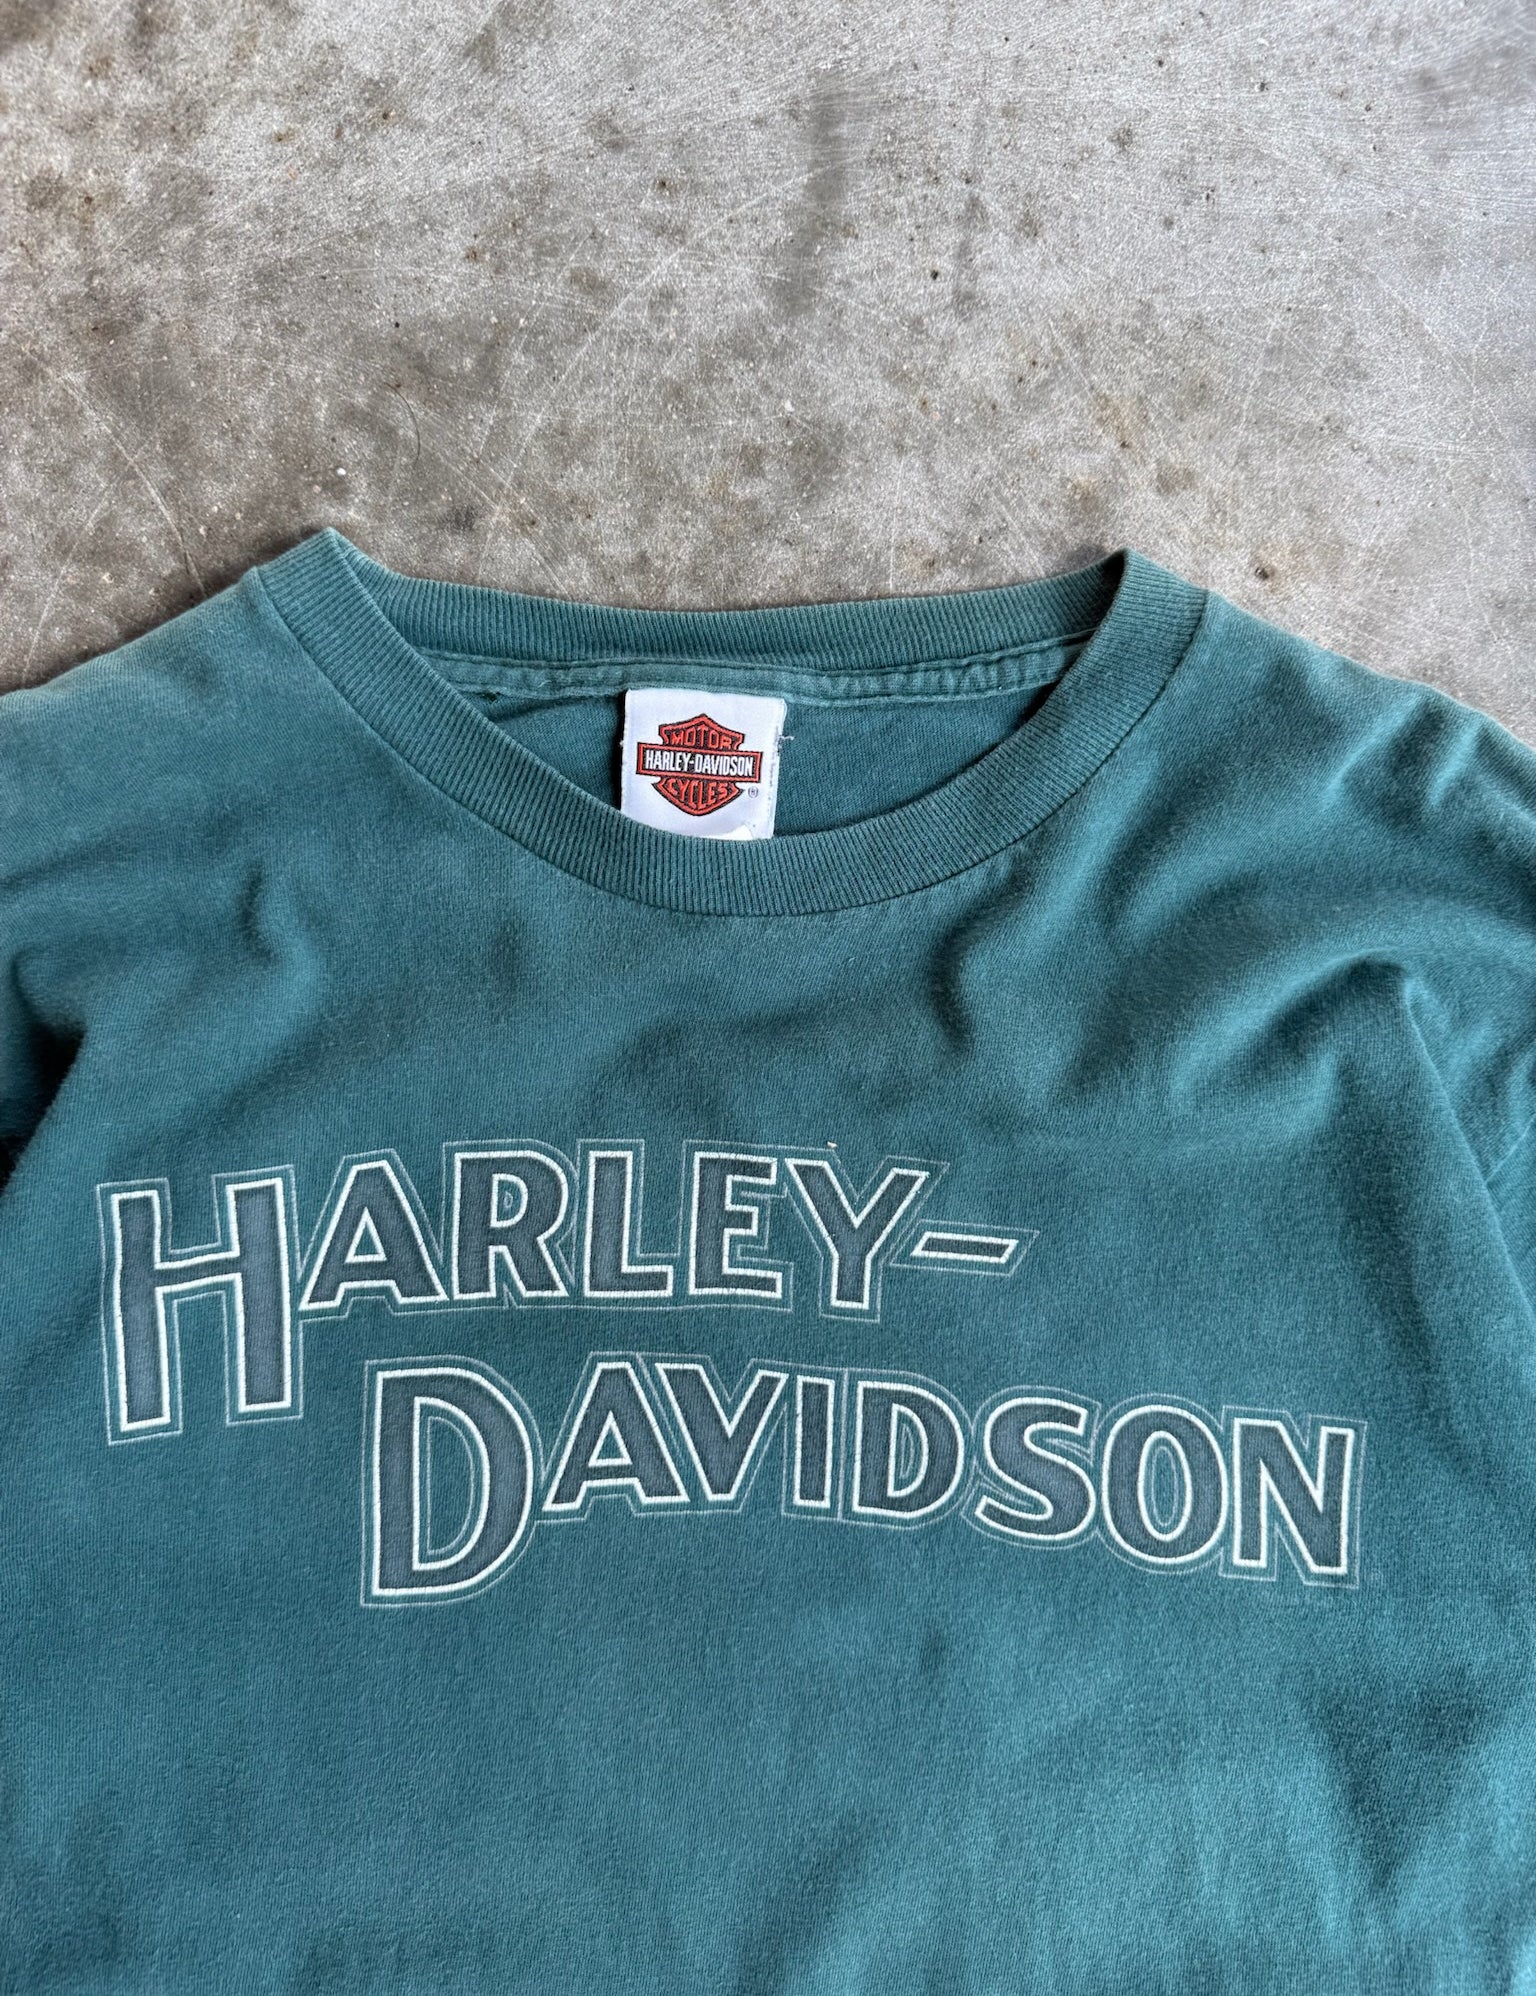 MOTOR
HARLEY-DAVIDSON
CYCLES
®
HARLEY-
DAVIDSON